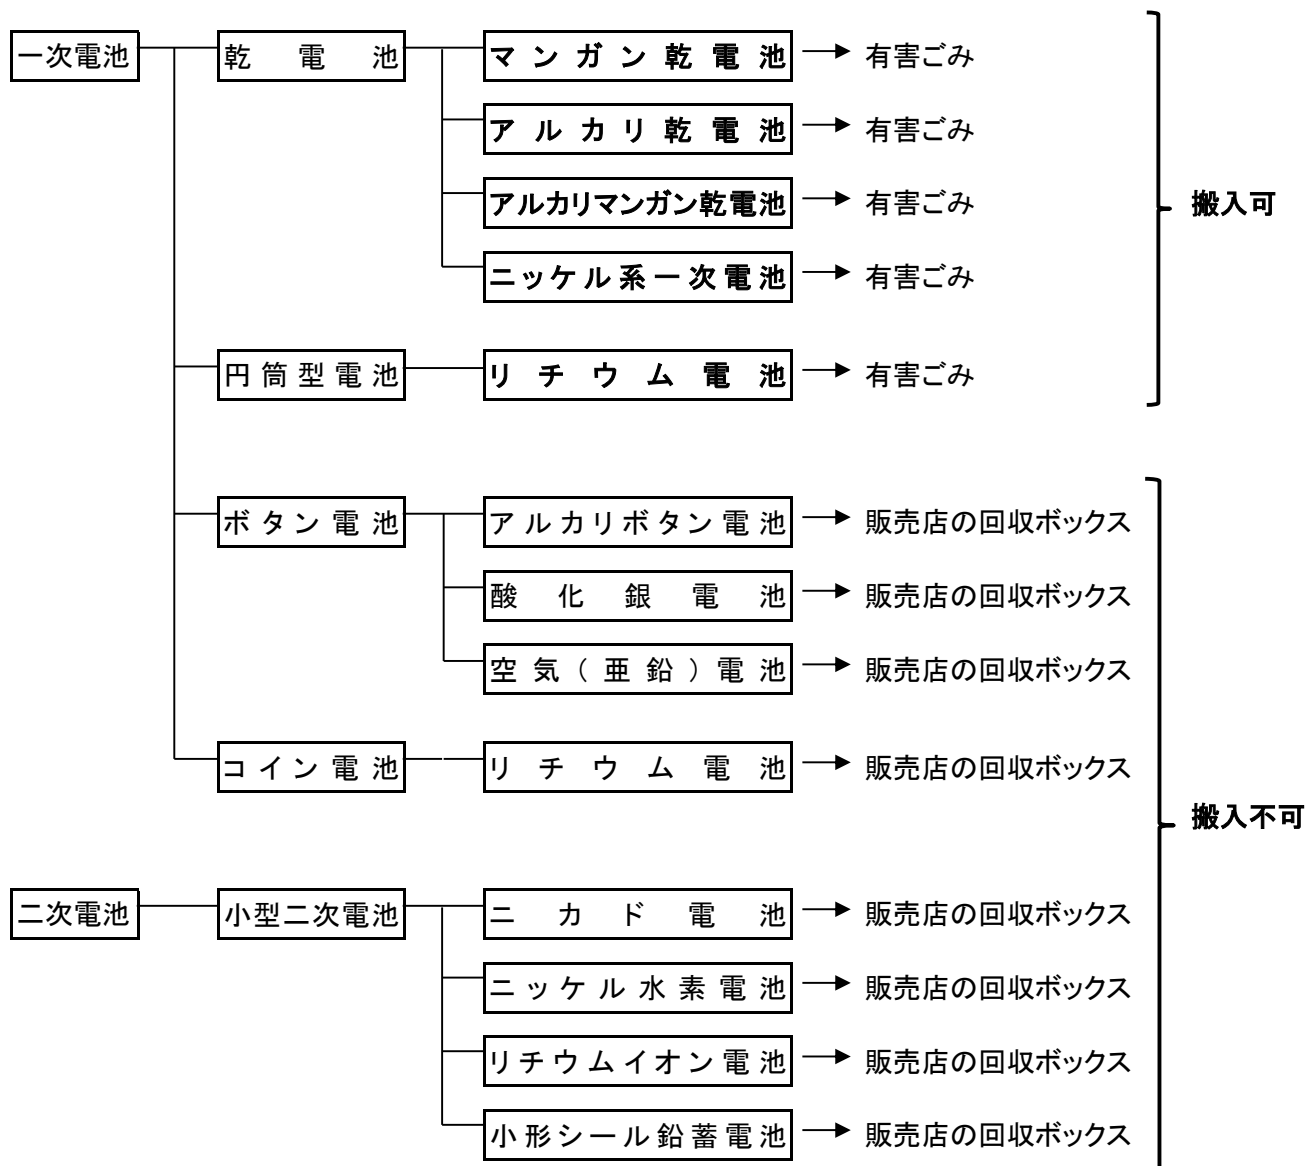 一次電池 乾電池 マンガン乾電池 有害ごみ
アルカリ乾電池 有害ごみ
アルカリマンガン乾電池 有害ごみ
搬入可
ニッケル系一次電池 有害ごみ
円筒型電池 リチウム電池 有害ごみ
ボタン電池 アルカリボタン電池 販売店の回収ボックス
酸化銀電池 販売店の回収ボックス
空気(亜鉛)電池 販売店の回収ボックス
コイン電池 リチウム電池 販売店の回収ボックス
搬入不可
二次電池 小型二次電池 ニカド電池 販売店の回収ボックス
ニッケル水素電池 販売店の回収ボックス
リチウムイオン電池 販売店の回収ボックス
小形シール鉛蓄電池 販売店の回収ボックス